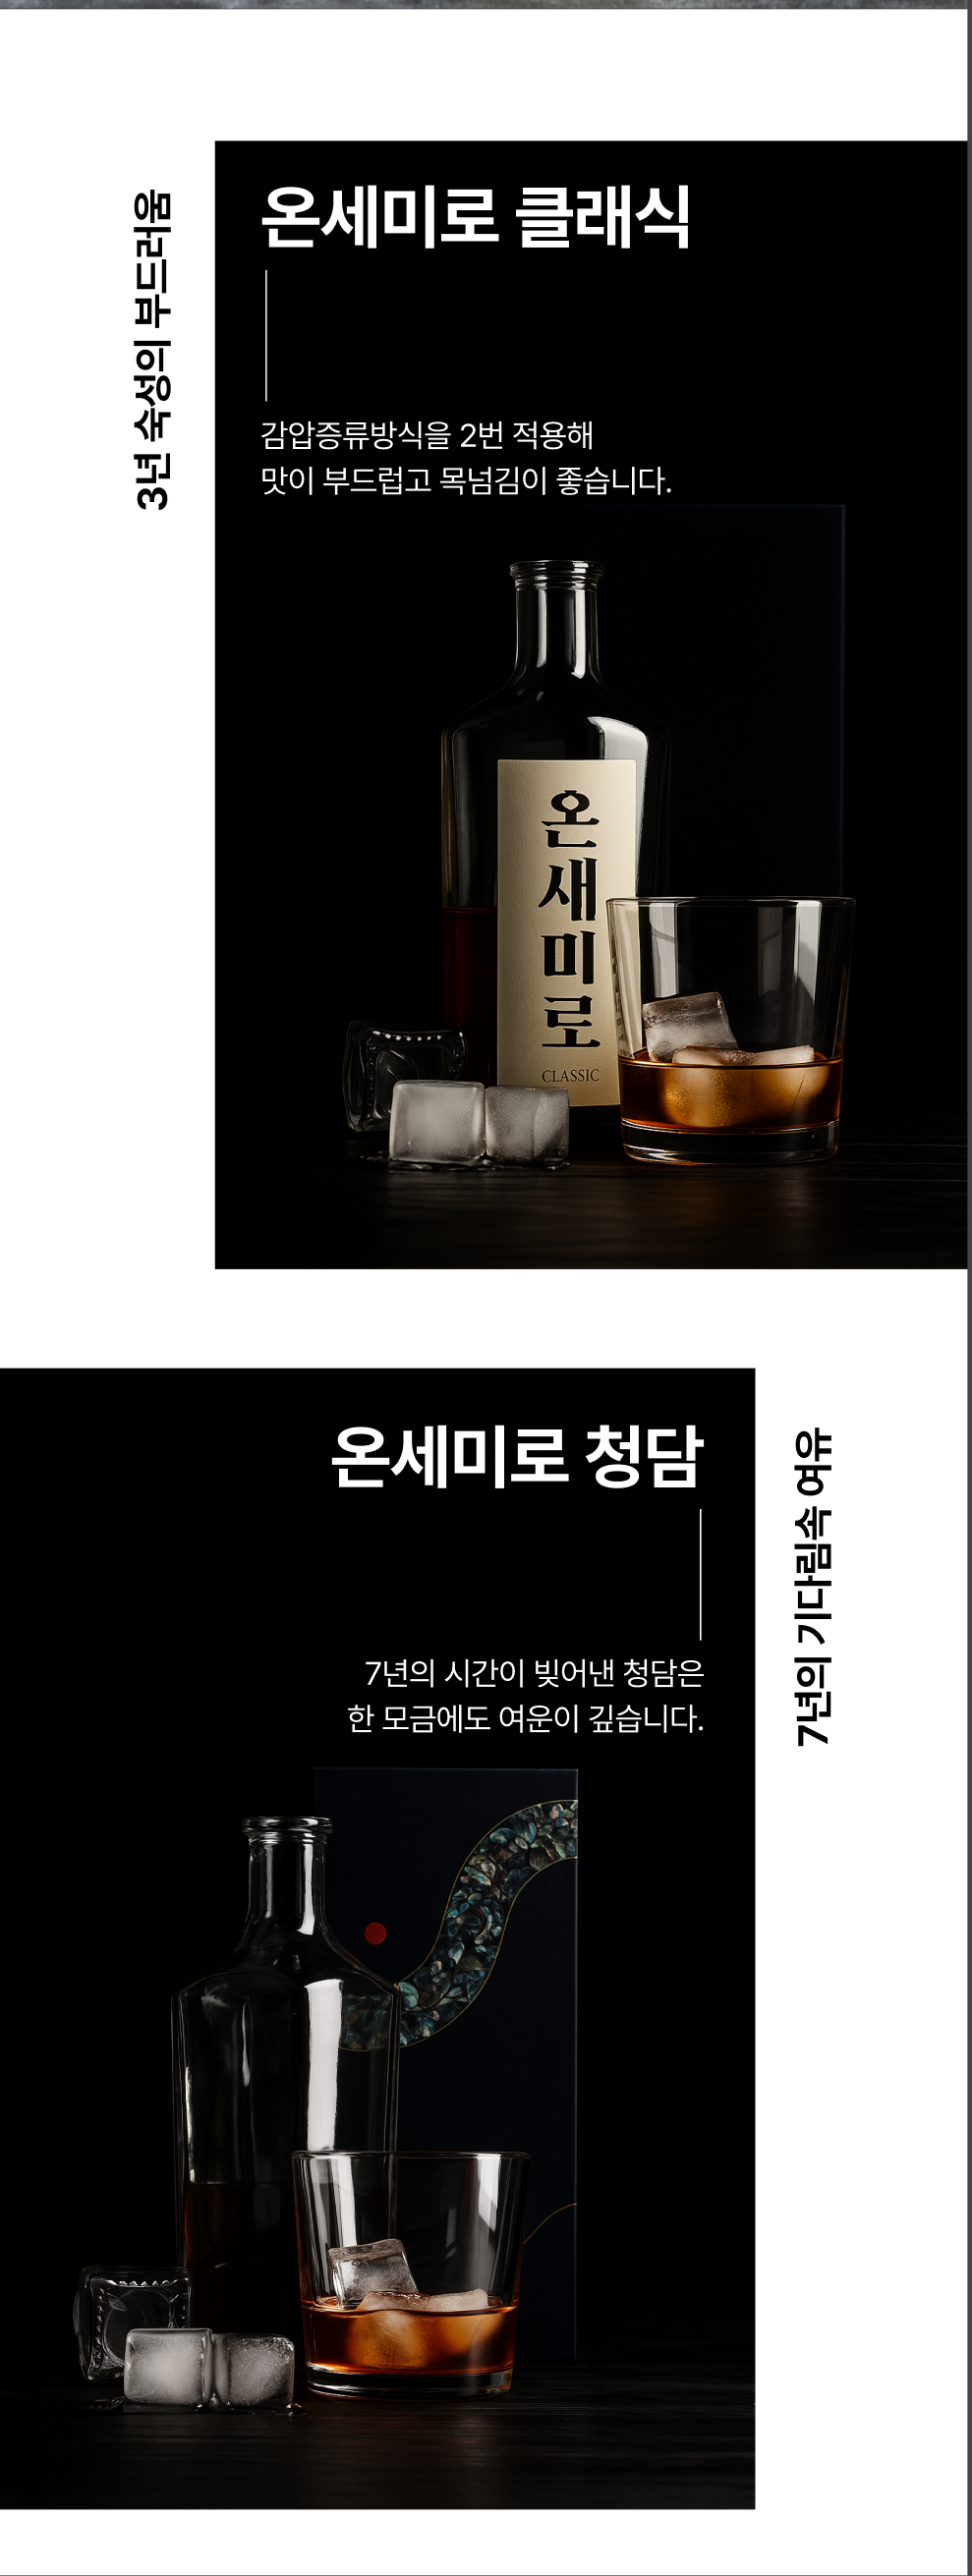 3년 숙성의 부드러움
온세미로 클래식
감압증류방식을 2번 적용해
맛이 부드럽고 목넘김이 좋습니다.
온
새
미
로
CLASSIC
온세미로 청담
7년의 기다림속 여유
7년의 시간이 빚어낸 청담은
한 모금에도 여운이 깊습니다.